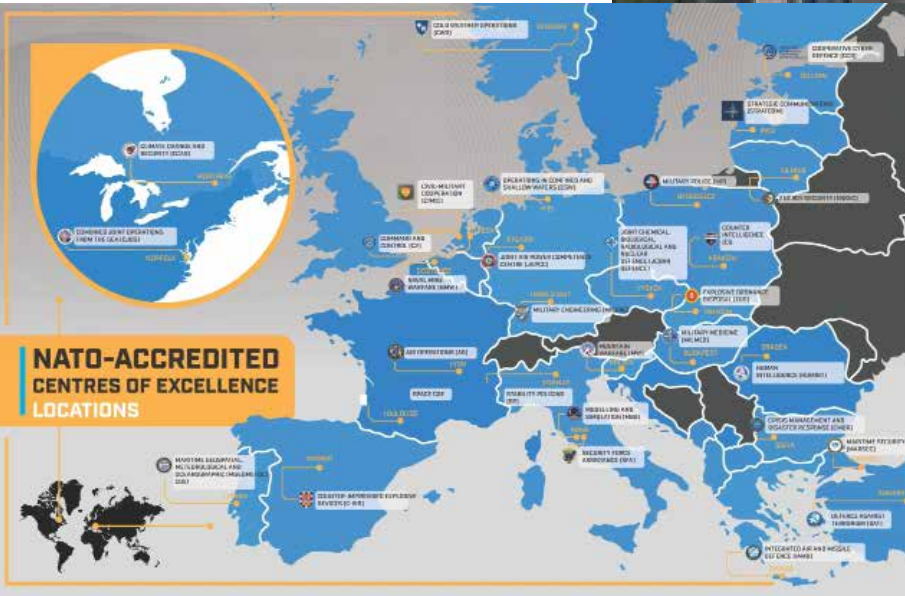 COLD WEATHER OPERATIONS
(CWO)
COOPERATIVE CYBER
DEFENCE (CCD)
TALLINN
STRATEGIC COMMUNICATIONS
(STRATCOM)
RIGA
CLIMATE CHANGE AND
SECURITY (CCAS)
MONTREAL
COMBINED JOINT OPERATIONS
FROM THE SEA (CJOS)
NORFOLK
CIVIL-MILITARY
COOPERATION
(CIMIC)
OPERATIONS IN CONFINED AND
SHALLOW WATERS (CSW)
KIEL
MILITARY POLICE (MP)
BYDGOSZCZ
VILNIUS
ENERGY SECURITY (ENSEC)
COMMAND AND
CONTROL (C2)
KALKAR
JOINT AIR POWER COMPETENCE
CENTRE (JAPCC)
JOINT CHEMICAL,
BIOLOGICAL,
RADIOLOGICAL AND
NUCLEAR
DEFENCE (JCBRN
DEFENCE)
VYSKOV
COUNTER
INTELLIGENCE
(CI)
KRAKOW
NAVAL MINE
WARFARE (NMW)
INGOLSTADT
MILITARY ENGINEERING
EXPLOSIVE ORDNANCE
DISPOSAL (EOD)
TRENCIN
MILITARY MEDICINE
(MILMED)
BUDAPEST
MOUNTAIN
WARFARE (MW)
ORADEA
HUMAN
INTELLIGENCE (HUMINT)
AIR OPERATIONS (AO)
LYON
SPACE COE
TOULOUSE
VICENZA
STABILITY POLICING
(SP)
MODELLING AND
SIMULATION (M&S)
ROME
SECURITY FORCE
ASSISTANCE (SFA)
CRISIS MANAGEMENT AND
DISASTER RESPONSE (CMDR)
SOFIA
MARITIME SECURITY
(MARSEC)
NATO-ACCREDITED
CENTRES OF EXCELLENCE
LOCATIONS
MARITIME GEOSPATIAL,
METEOROLOGICAL AND
OCEANOGRAPHIC
MADRID
COUNTER-IMPROVISED EXPLOSIVE
DEVICES (C-IED)
DEFENCE AGAINST
TERRORISM (DAT)
INTEGRATED AIR AND MISSILE
DEFENCE (IAMD)